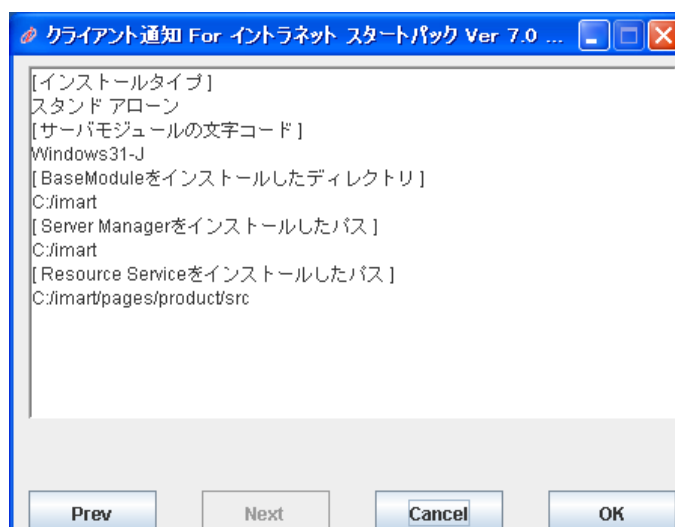 クライアント通知 For イントラネット スタートパック Ver 7.0 ...
[インストールタイプ]
スタンド アローン
[サーバモジュールの文字コード]
Windows31-J
[BaseModuleをインストールしたディレクトリ]
C:/imart
[Server Managerをインストールしたパス]
C:/imart
[Resource Serviceをインストールしたパス]
C:/imart/pages/product/src
Prev Next Cancel OK